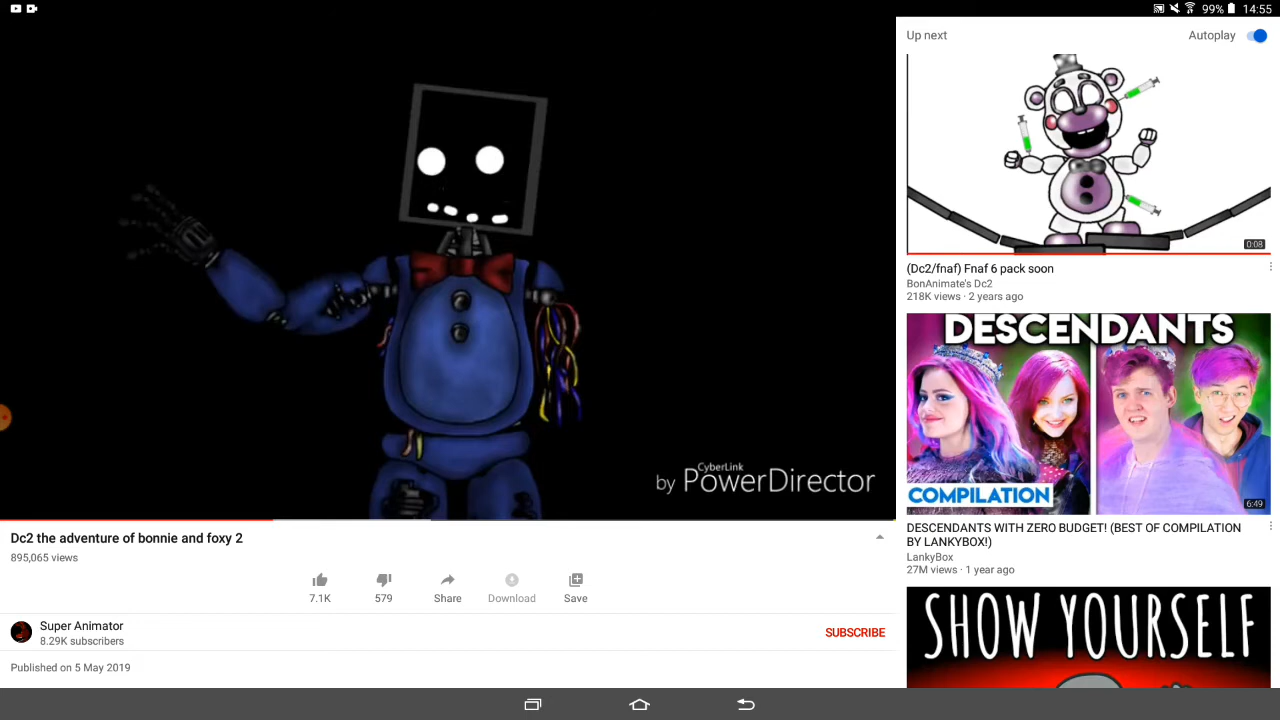 99% 14:55
CyberLink
by PowerDirector
Dc2 the adventure of bonnie and foxy 2
895,065 views
7.1K
579
Share
Download
Save
Super Animator
8.29K subscribers
SUBSCRIBE
Published on 5 May 2019
Up next
Autoplay
0:08
(Dc2/fnaf) Fnaf 6 pack soon
BonAnimate's Dc2
218K views · 2 years ago
DESCENDANTS
COMPILATION
6:49
DESCENDANTS WITH ZERO BUDGET! (BEST OF COMPILATION
BY LANKYBOX!)
LankyBox
27M views · 1 year ago
SHOW YOURSELF